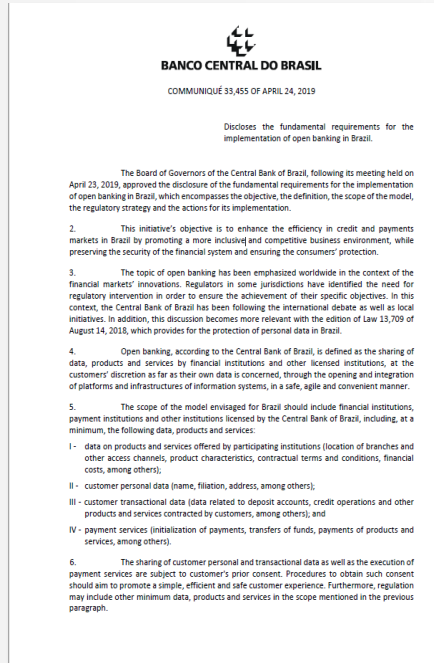 BANCO CENTRAL DO BRASIL
COMMUNIQUÉ 33,455 OF APRIL 24, 2019
Discloses the fundamental requirements for the
implementation of open banking in Brazil.
The Board of Governors of the Central Bank of Brazil, following its meeting held on
April 23, 2019, approved the disclosure of the fundamental requirements for the implementation
of open banking in Brazil, which encompasses the objective, the definition, the scope of the model,
the regulatory strategy and the actions for its implementation.
2. This initiative's objective is to enhance the efficiency in credit and payments
markets in Brazil by promoting a more inclusive and competitive business environment, while
preserving the security of the financial system and ensuring the consumers' protection.
3. The topic of open banking has been emphasized worldwide in the context of the
financial markets' innovations. Regulators in some jurisdictions have identified the need for
regulatory intervention in order to ensure the achievement of their specific objectives. In this
context, the Central Bank of Brazil has been following the international debate as well as local
initiatives. In addition, this discussion becomes more relevant with the edition of Law 13,709 of
August 14, 2018, which provides for the protection of personal data in Brazil.
4. Open banking, according to the Central Bank of Brazil, is defined as the sharing of
data, products and services by financial institutions and other licensed institutions, at the
customers' discretion as far as their own data is concerned, through the opening and integration
of platforms and infrastructures of information systems, in a safe, agile and convenient manner.
5. The scope of the model envisaged for Brazil should include financial institutions,
payment institutions and other institutions licensed by the Central Bank of Brazil, including, at a
minimum, the following data, products and services:
I - data on products and services offered by participating institutions (location of branches and
other access channels, product characteristics, contractual terms and conditions, financial
costs, among others);
II - customer personal data (name, filiation, address, among others);
III - customer transactional data (data related to deposit accounts, credit operations and other
products and services contracted by customers, among others); and
IV - payment services (initialization of payments, transfers of funds, payments of products and
services, among others).
6. The sharing of customer personal and transactional data as well as the execution of
payment services are subject to customer's prior consent. Procedures to obtain such consent
should aim to promote a simple, efficient and safe customer experience. Furthermore, regulation
may include other minimum data, products and services in the scope mentioned in the previous
paragraph.